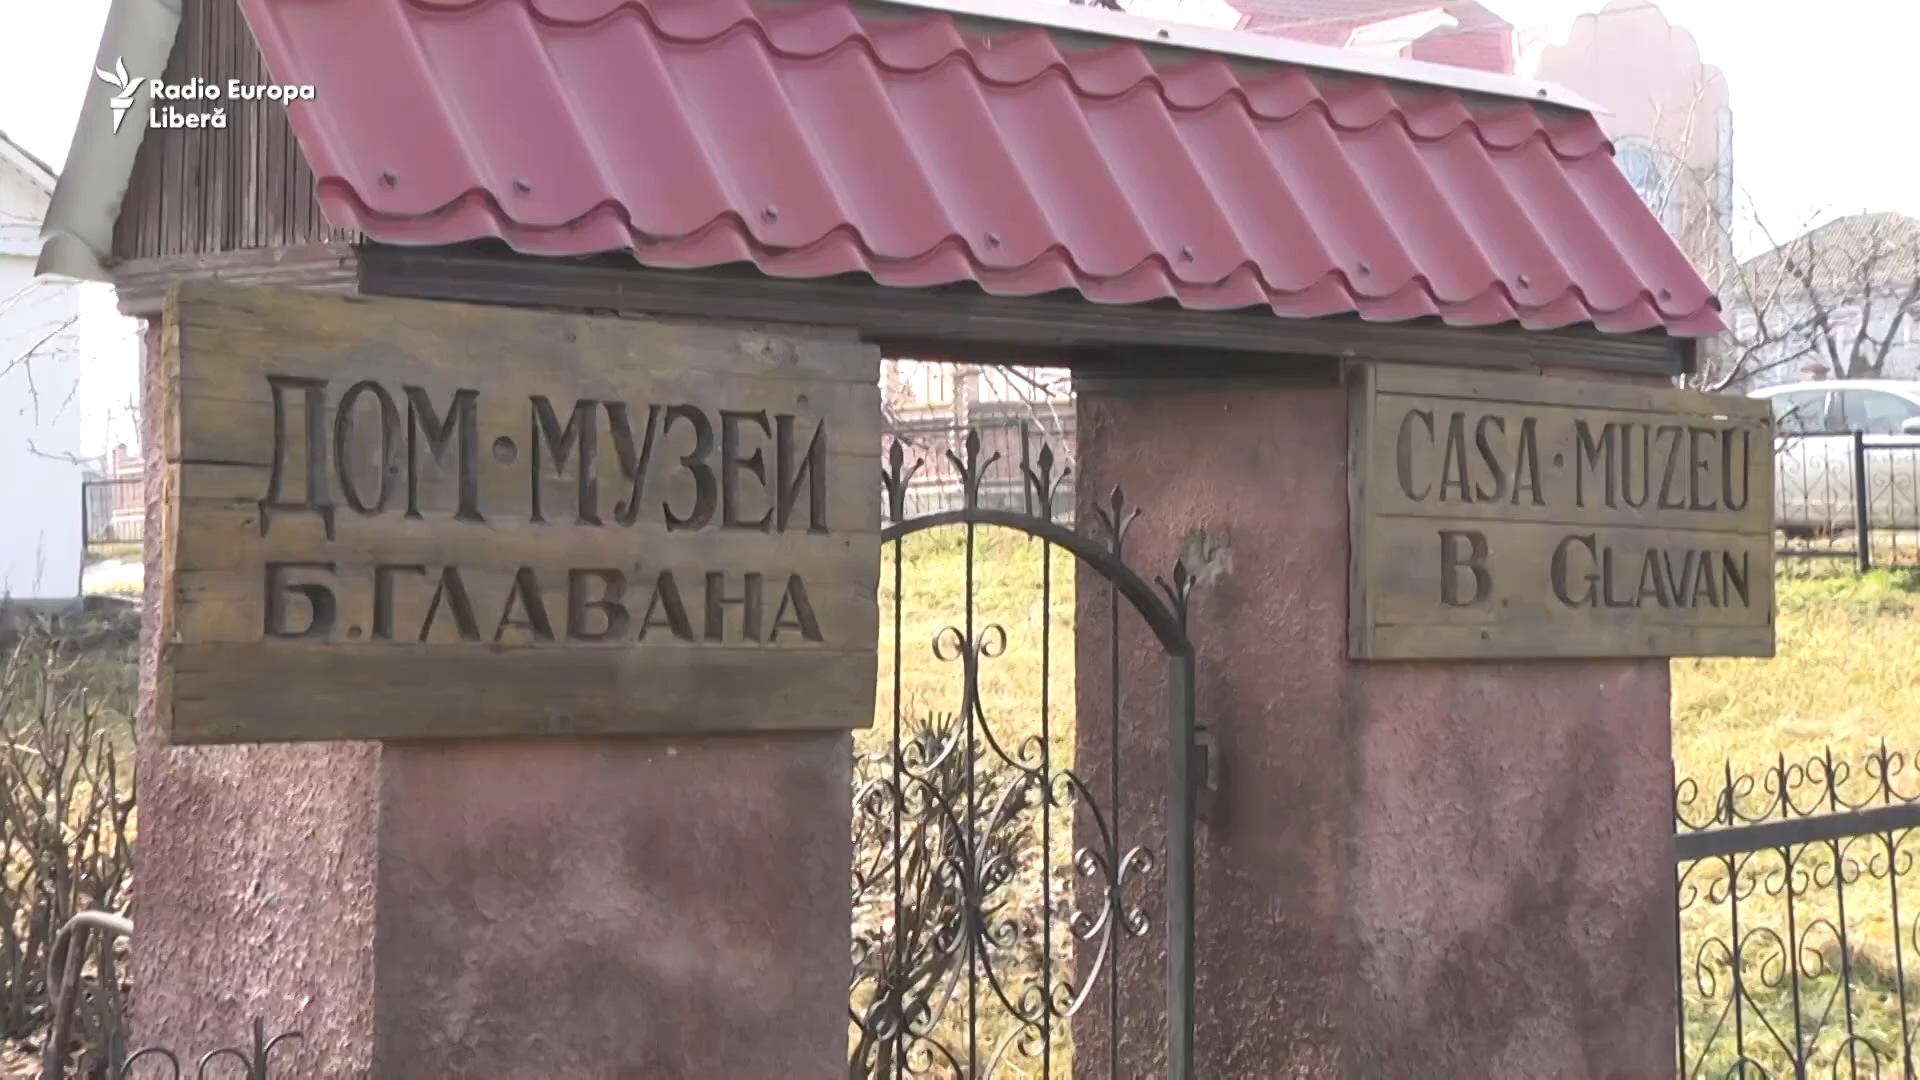 Radio Europa
Liberă
ДОМ·МУЗЕЙ
Б.ГЛАВАНА
CASA·MUZEU
B. GLAVAN